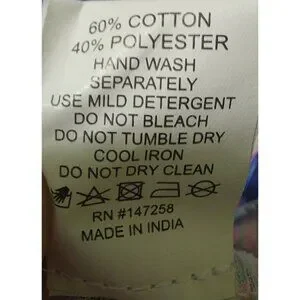 60% COTTON
40% POLYESTER
HAND WASH
SEPARATELY
USE MILD DETERGENT
DO NOT BLEACH
DO NOT TUMBLE DRY
COOL IRON
DO NOT DRY CLEAN
RN #147258
MADE IN INDIA